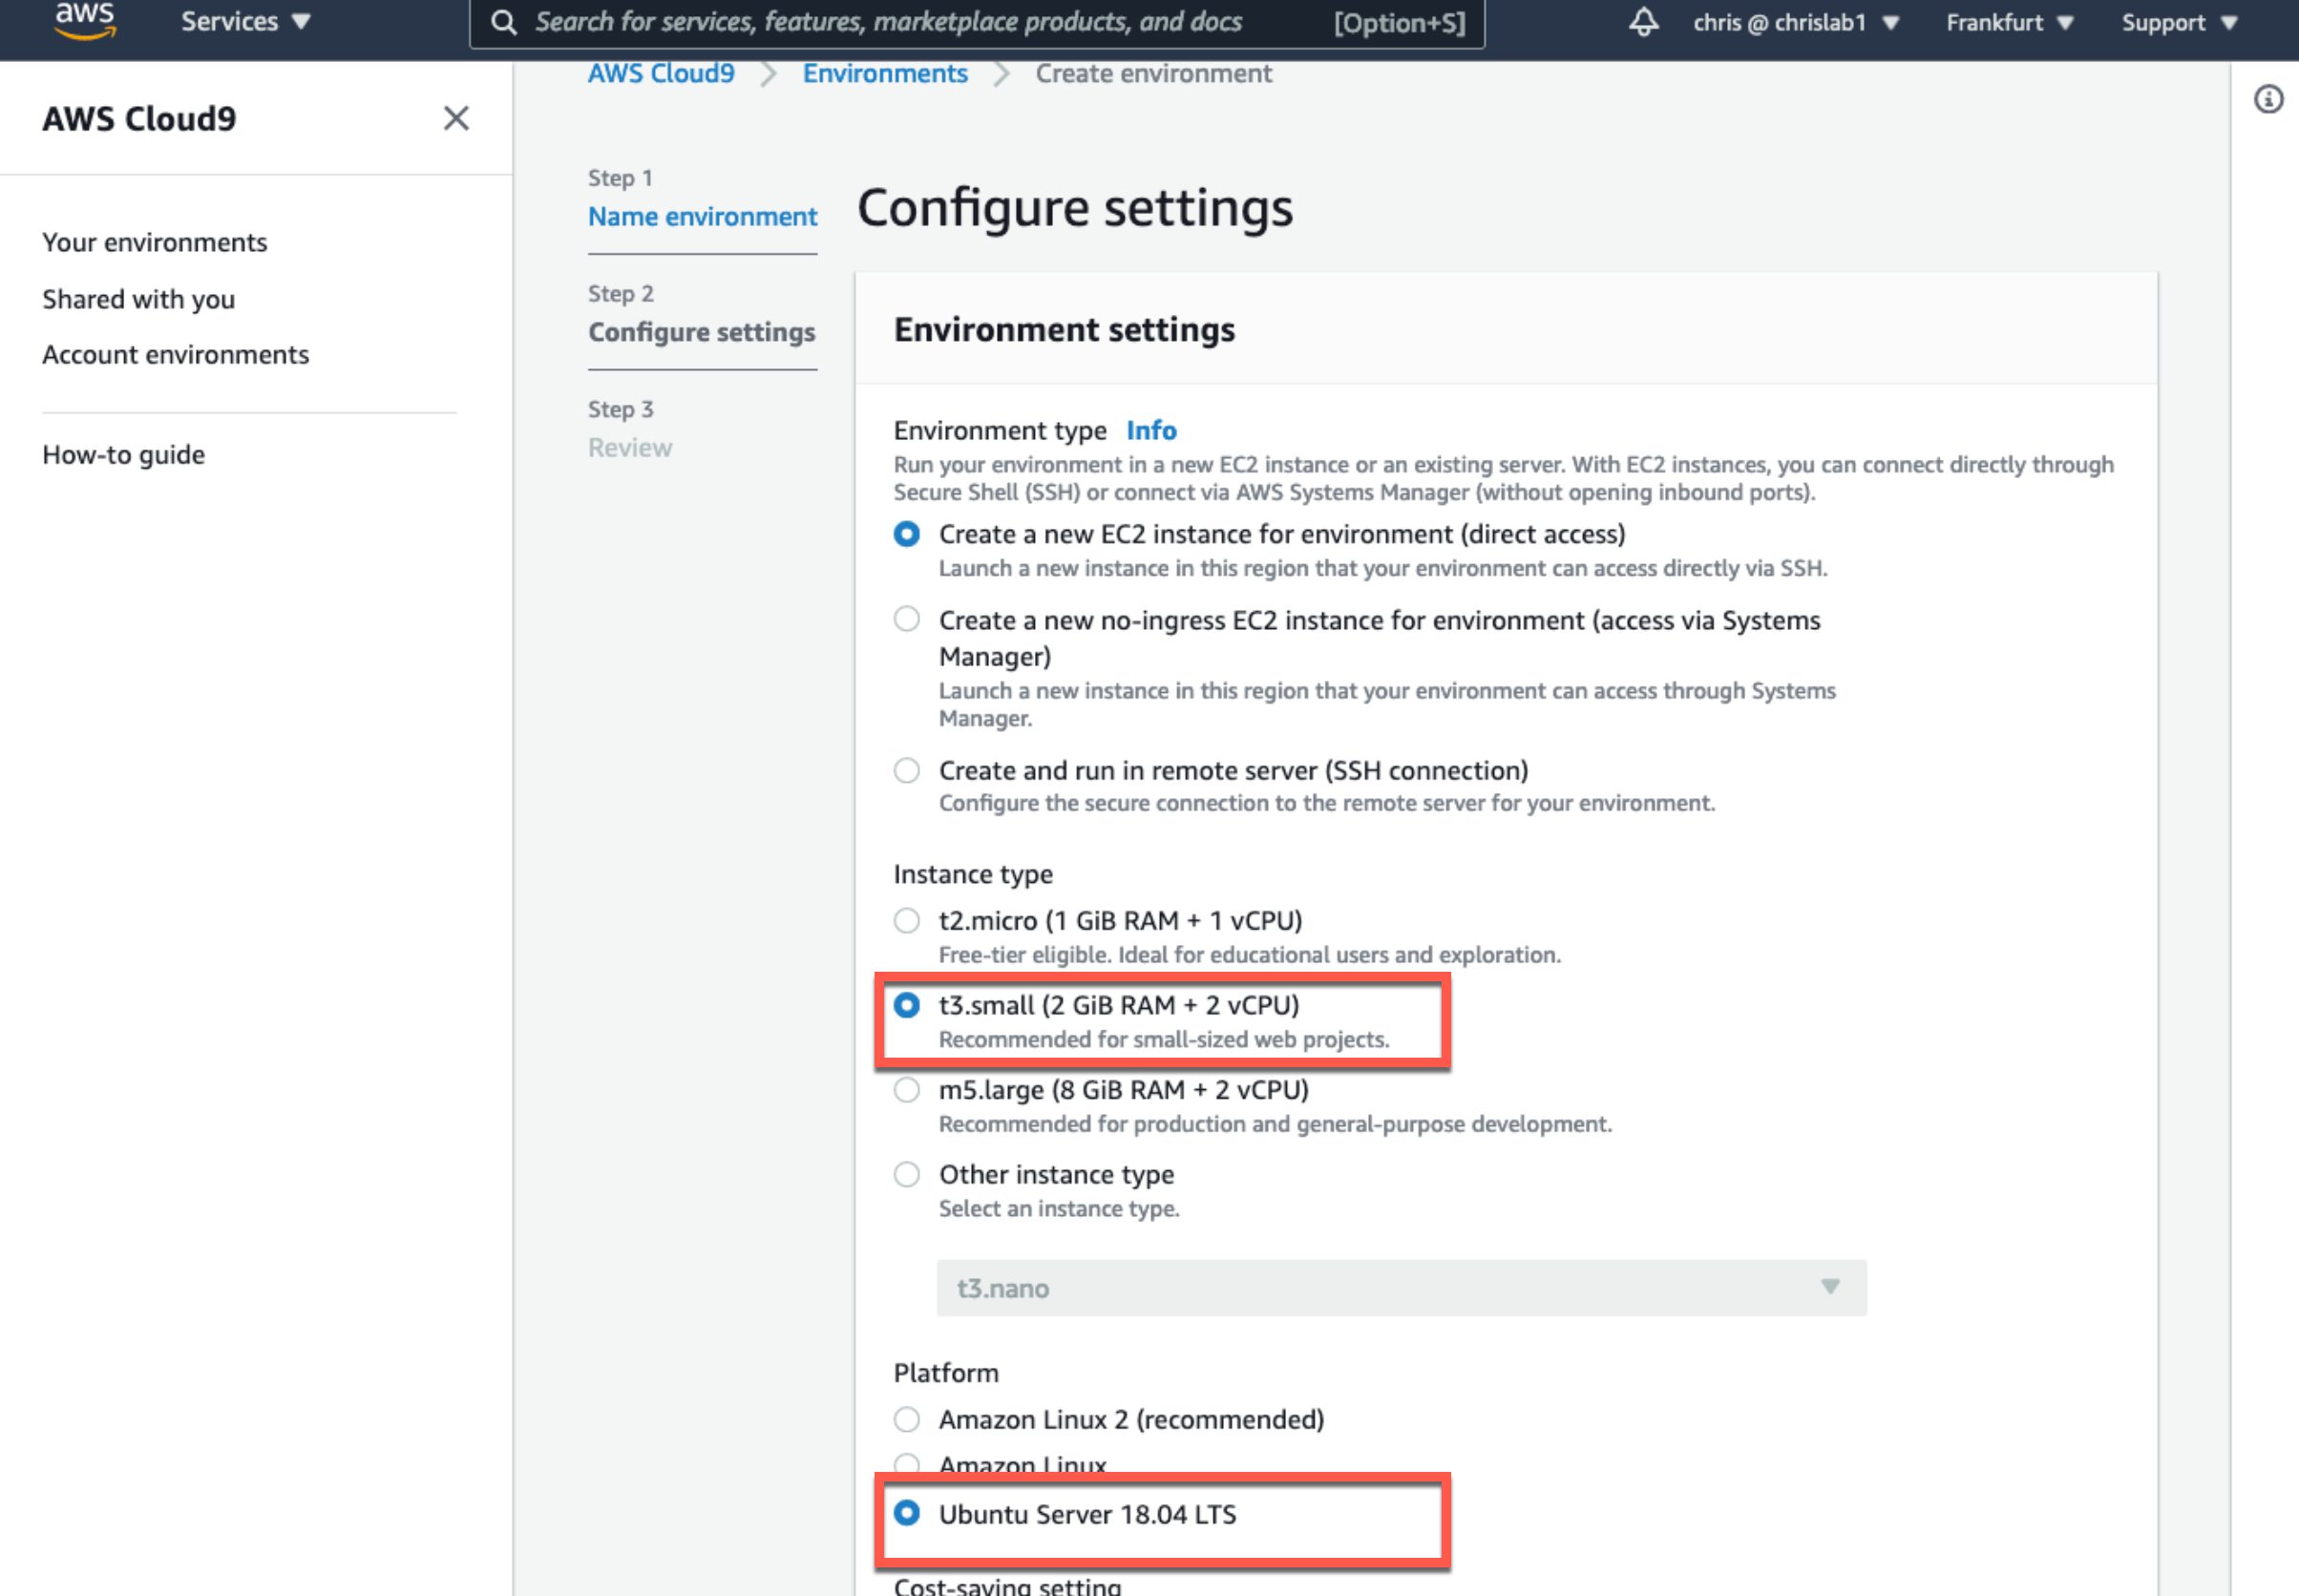 aws
Services
Search for services, features, marketplace products, and docs [Option+S]
chris @ chrislab1
Frankfurt
Support
AWS Cloud9
Your environments
Shared with you
Account environments
How-to guide
AWS Cloud9 > Environments > Create environment
Step 1
Name environment
Step 2
Configure settings
Step 3
Review
Configure settings
Environment settings
Environment type Info
Run your environment in a new EC2 instance or an existing server. With EC2 instances, you can connect directly through
Secure Shell (SSH) or connect via AWS Systems Manager (without opening inbound ports).
Create a new EC2 instance for environment (direct access)
Launch a new instance in this region that your environment can access directly via SSH.
Create a new no-ingress EC2 instance for environment (access via Systems
Manager)
Launch a new instance in this region that your environment can access through Systems
Manager.
Create and run in remote server (SSH connection)
Configure the secure connection to the remote server for your environment.
Instance type
t2.micro (1 GiB RAM + 1 vCPU)
Free-tier eligible. Ideal for educational users and exploration.
t3.small (2 GiB RAM + 2 vCPU)
Recommended for small-sized web projects.
m5.large (8 GiB RAM + 2 vCPU)
Recommended for production and general-purpose development.
Other instance type
Select an instance type.
t3.nano
Platform
Amazon Linux 2 (recommended)
Amazon Linux
Ubuntu Server 18.04 LTS
Cost-saving setting